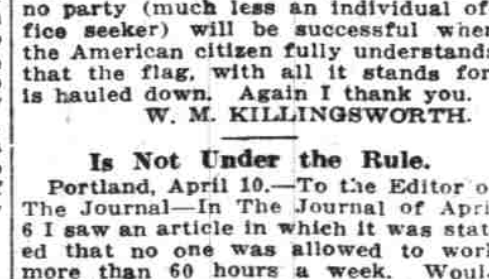 no party (much less an individual of-
fice seeker) will be successful when
the American citizen fully understands
that the flag, with all it stands for
is hauled down. Again I thank you.
W. M. KILLINGSWORTH.
Is Not Under the Rule.
Portland, April 10.—To the Editor o
The Journal—In The Journal of Apri
6 I saw an article in which it was stat
ed that no one was allowed to wor
more than 60 hours a week. Woul